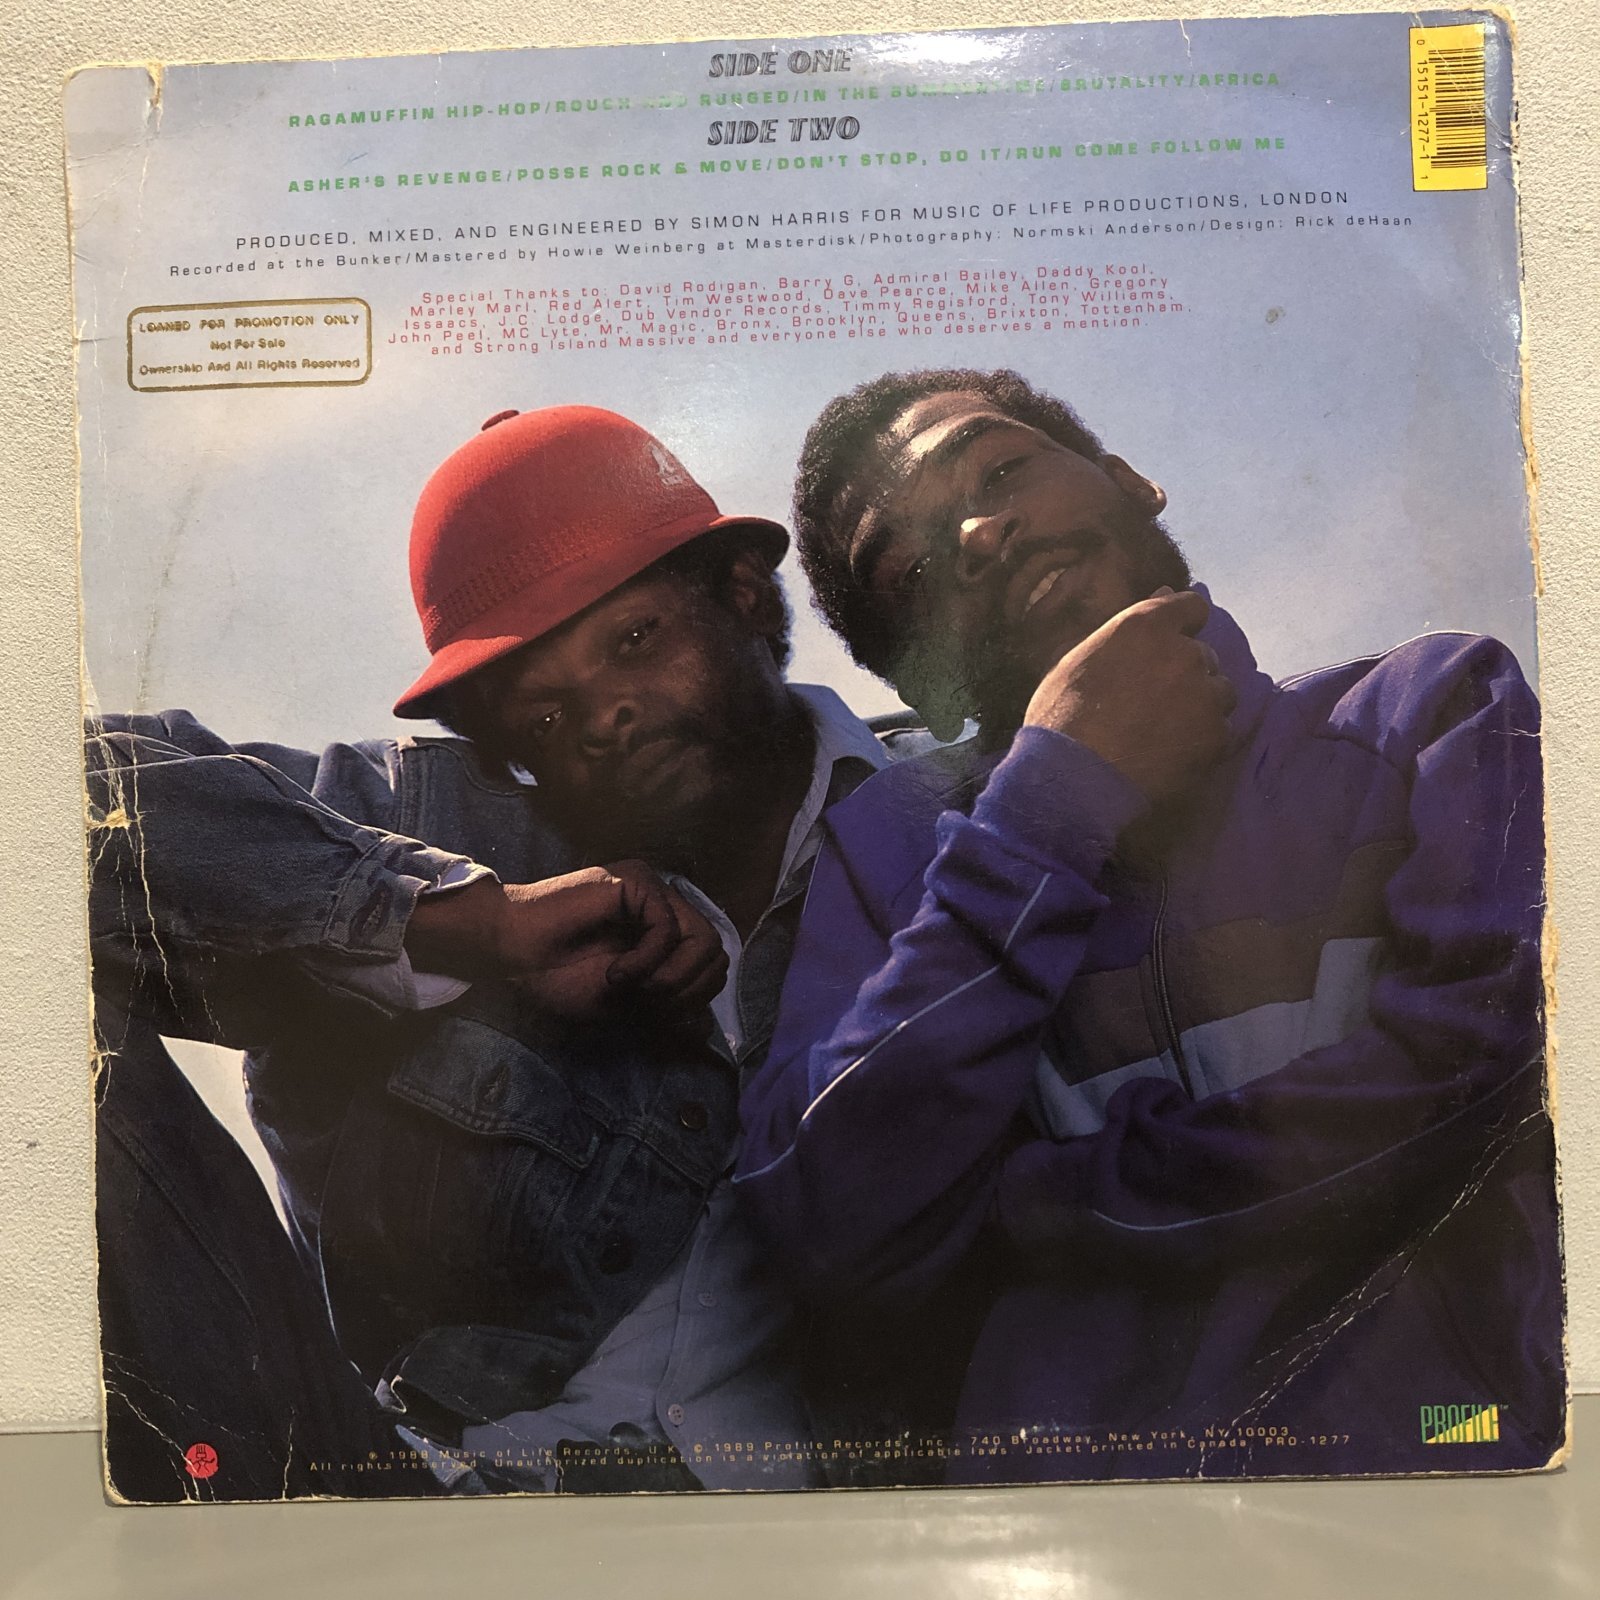 SIDE ONE
RAGAMUFFIN HIP-HOP/ROUGH AND RUGGED/IN THE SUMMERTIME/BRUTALITY/AFRICA
SIDE TWO
ASHER'S REVENGE/POSSE ROCK & MOVE/DON'T STOP, DO IT/RUN COME FOLLOW ME
PRODUCED, MIXED, AND ENGINEERED BY SIMON HARRIS FOR MUSIC OF LIFE PRODUCTIONS, LONDON
Recorded at the Bunker/Mastered by Howie Weinberg at Masterdisk/Photography: Normski Anderson/Design: Rick deHaan
Special Thanks to: David Rodigan, Barry G, Admiral Bailey, Daddy Kool,
Marley Marl, Red Alert, Tim Westwood, Dave Pearce, Mike Allen, Gregory
Issaacs, J.C. Lodge, Dub Vendor Records, Timmy Regisford, Tony Williams,
John Peel, MC Lyte, Mr. Magic, Bronx, Brooklyn, Queens, Brixton, Tottenham,
and Strong Island Massive and everyone else who deserves a mention.
LOANED FOR PROMOTION ONLY
Not For Sale
Ownership And All Rights Reserved
0 15151-1277-1 1
KANGOL
PROFILE™
℗ 1988 Music of Life Records, U.K. © 1989 Profile Records, Inc., 740 Broadway, New York, NY 10003
All rights reserved. Unauthorized duplication is a violation of applicable laws. Jacket printed in Canada. PRO-1277